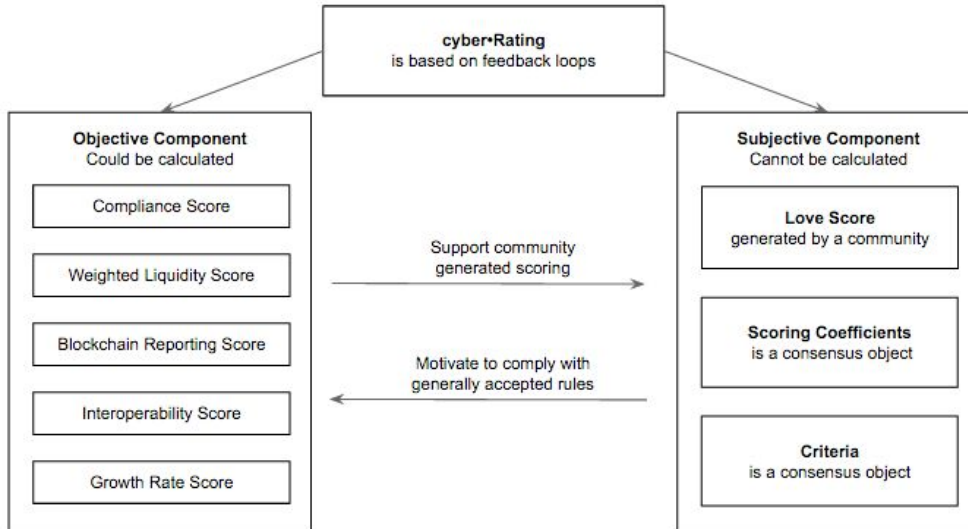 cyber•Rating
is based on feedback loops
Objective Component
Could be calculated
Compliance Score
Weighted Liquidity Score
Blockchain Reporting Score
Interoperability Score
Growth Rate Score
Support community
generated scoring
Motivate to comply with
generally accepted rules
Subjective Component
Cannot be calculated
Love Score
generated by a community
Scoring Coefficients
is a consensus object
Criteria
is a consensus object